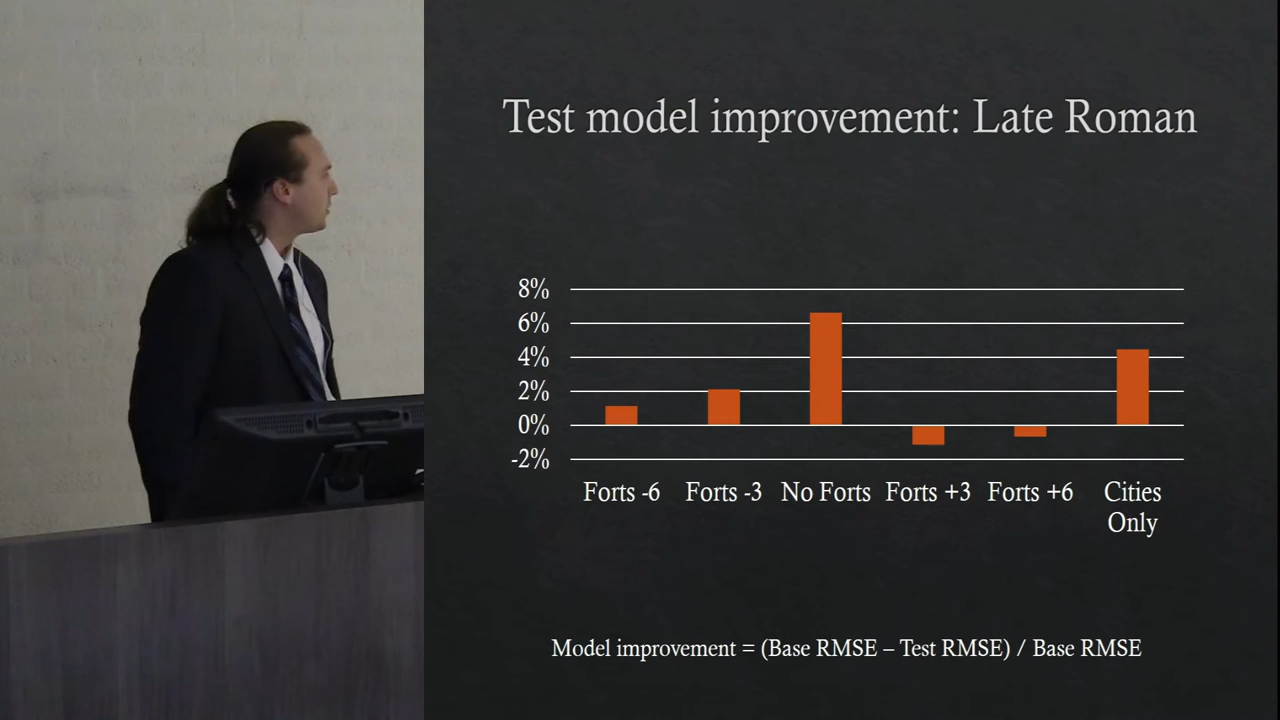 Test model improvement: Late Roman
8%
6%
4%
2%
0%
-2%
Forts -6 Forts -3 No Forts Forts +3 Forts +6 Cities
Only
Model improvement = (Base RMSE – Test RMSE) / Base RMSE